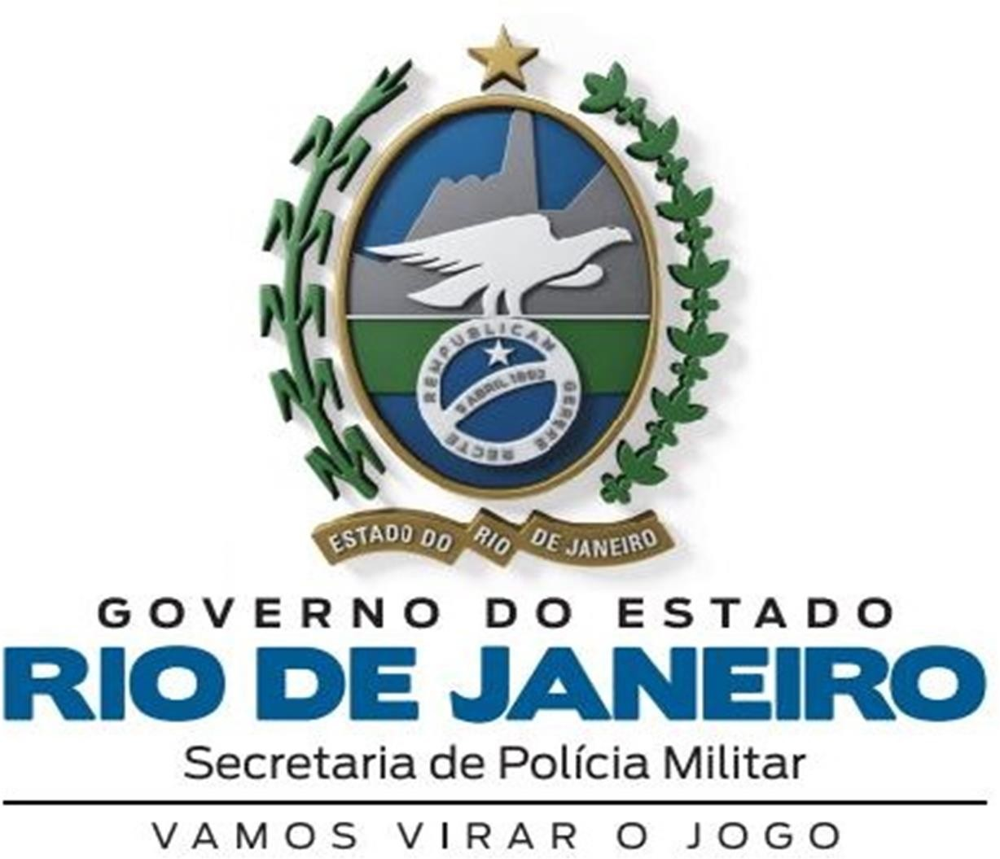 REMPUBLICAM GERERE RECTE
9 ABRIL 1892
ESTADO DO RIO DE JANEIRO
GOVERNO DO ESTADO
RIO DE JANEIRO
Secretaria de Polícia Militar
VAMOS VIRAR O JOGO